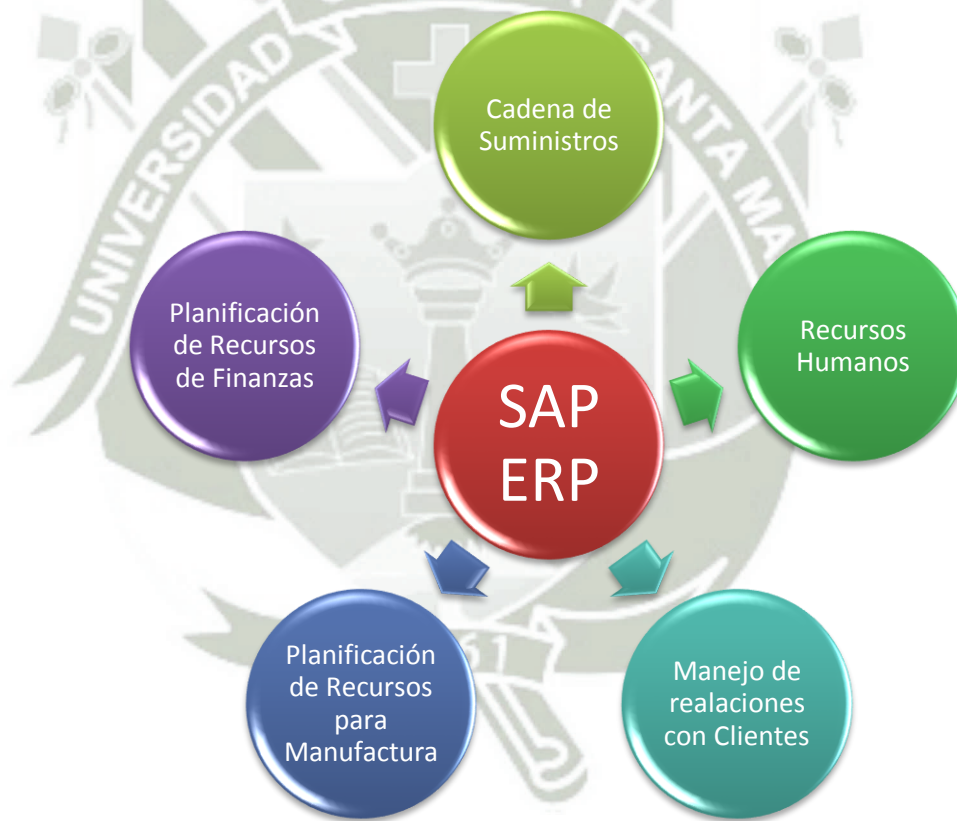 UNIVERSIDAD
SANTA MA
Cadena de
Suministros
Planificación
de Recursos
de Finanzas
Recursos
Humanos
SAP
ERP
Planificación
de Recursos
para
Manufactura
Manejo de
realaciones
con Clientes
61